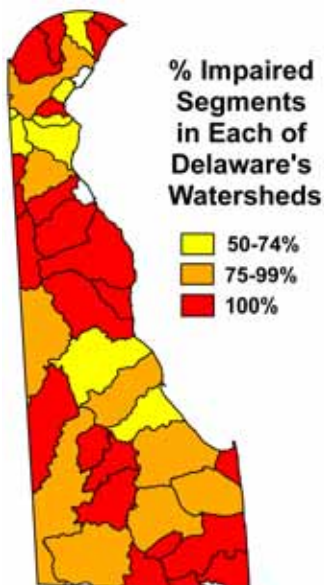 % Impaired
Segments
in Each of
Delaware's
Watersheds
50-74%
75-99%
100%